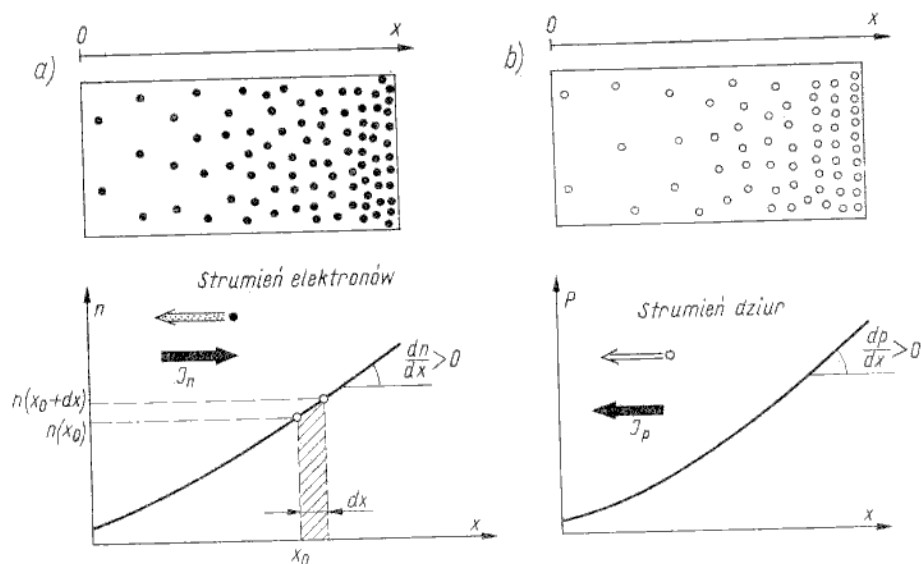 0 x
a)
Strumień elektronów
n
J_n
dn/dx > 0
n(x_0+dx)
n(x_0)
dx
x_0
x
0 x
b)
Strumień dziur
p
J_p
dp/dx > 0
x